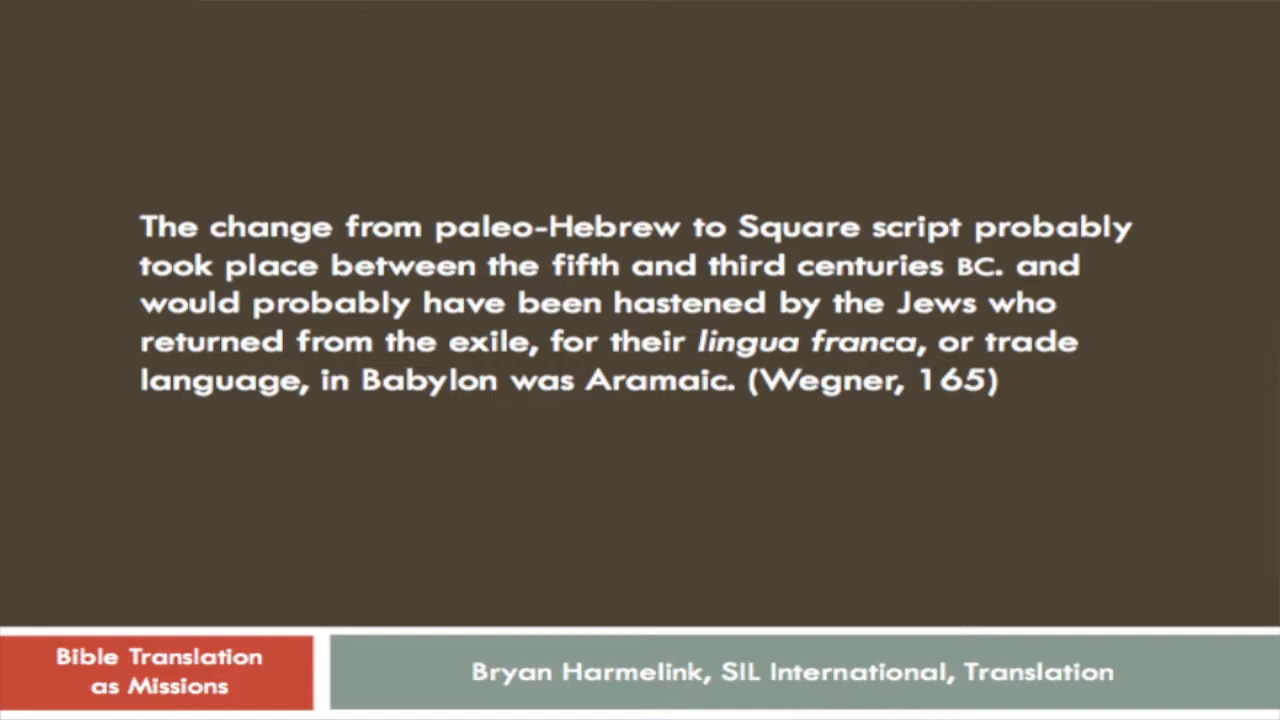 The change from paleo-Hebrew to Square script probably
took place between the fifth and third centuries BC. and
would probably have been hastened by the Jews who
returned from the exile, for their lingua franca, or trade
language, in Babylon was Aramaic. (Wegner, 165)
Bible Translation
as Missions
Bryan Harmelink, SIL International, Translation